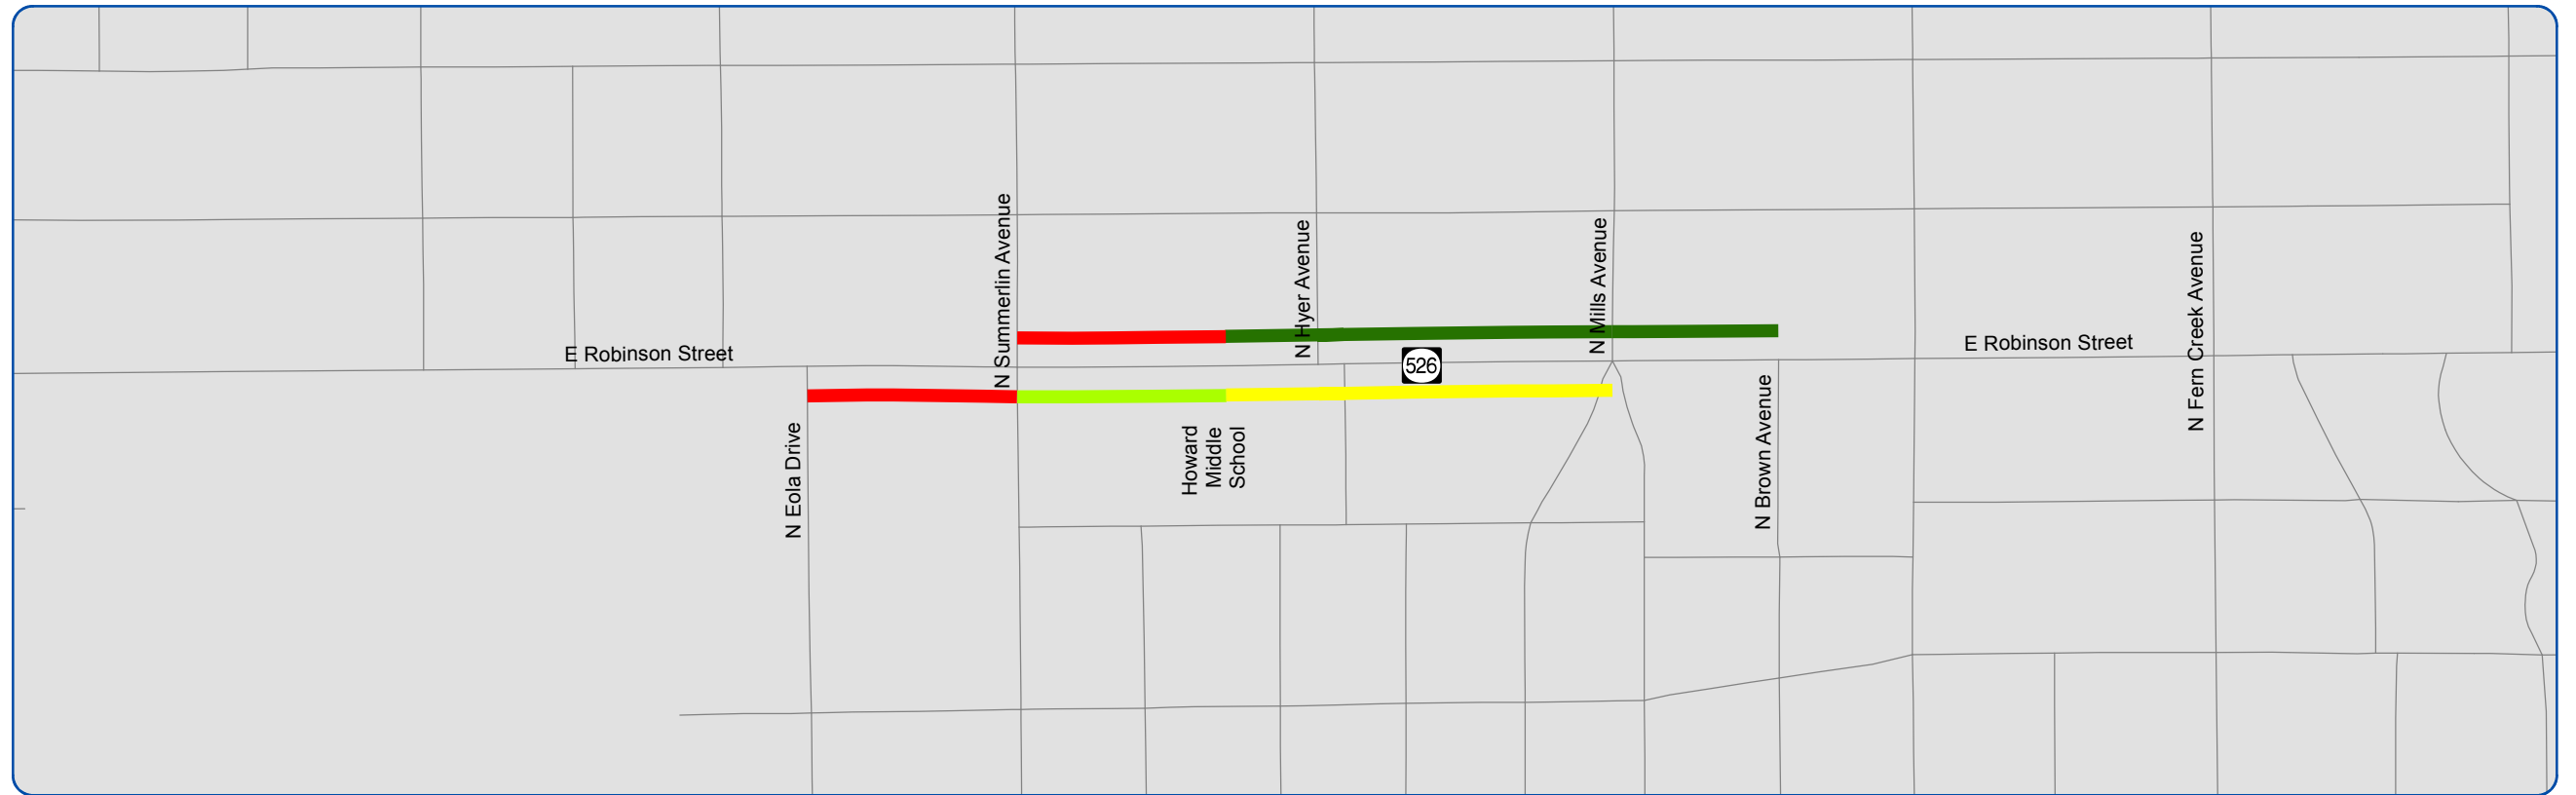 N Summerlin Avenue
N Hyer Avenue
N Mills Avenue
N Fern Creek Avenue
E Robinson Street
E Robinson Street
526
N Eola Drive
Howard
Middle
School
N Brown Avenue